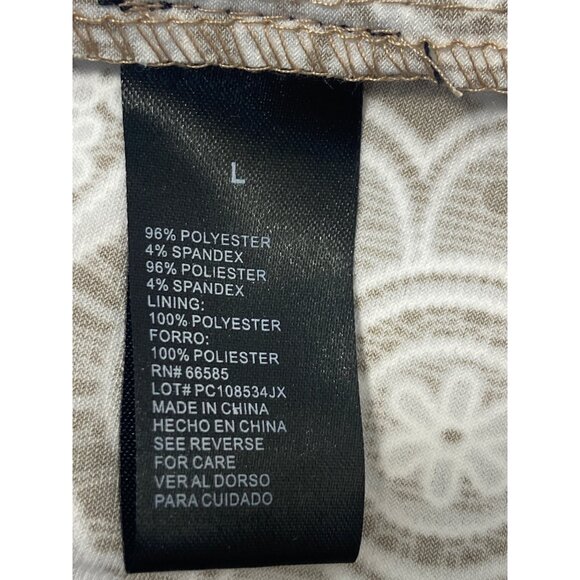 L
96% POLYESTER
4% SPANDEX
96% POLIESTER
4% SPANDEX
LINING:
100% POLYESTER
FORRO:
100% POLIESTER
RN# 66585
LOT# PC108534JX
MADE IN CHINA
HECHO EN CHINA
SEE REVERSE
FOR CARE
VER AL DORSO
PARA CUIDADO